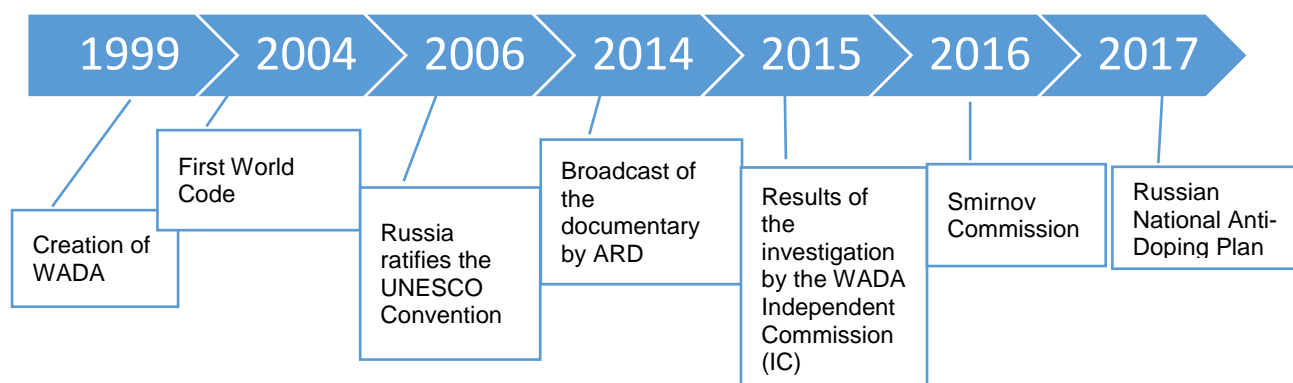 1999 2004 2006 2014 2015 2016 2017
Creation of
WADA
First World
Code
Russia
ratifies the
UNESCO
Convention
Broadcast of
the
documentary
by ARD
Results of
the
investigation
by the WADA
Independent
Commission
(IC)
Smirnov
Commission
Russian
National Anti-
Doping Plan